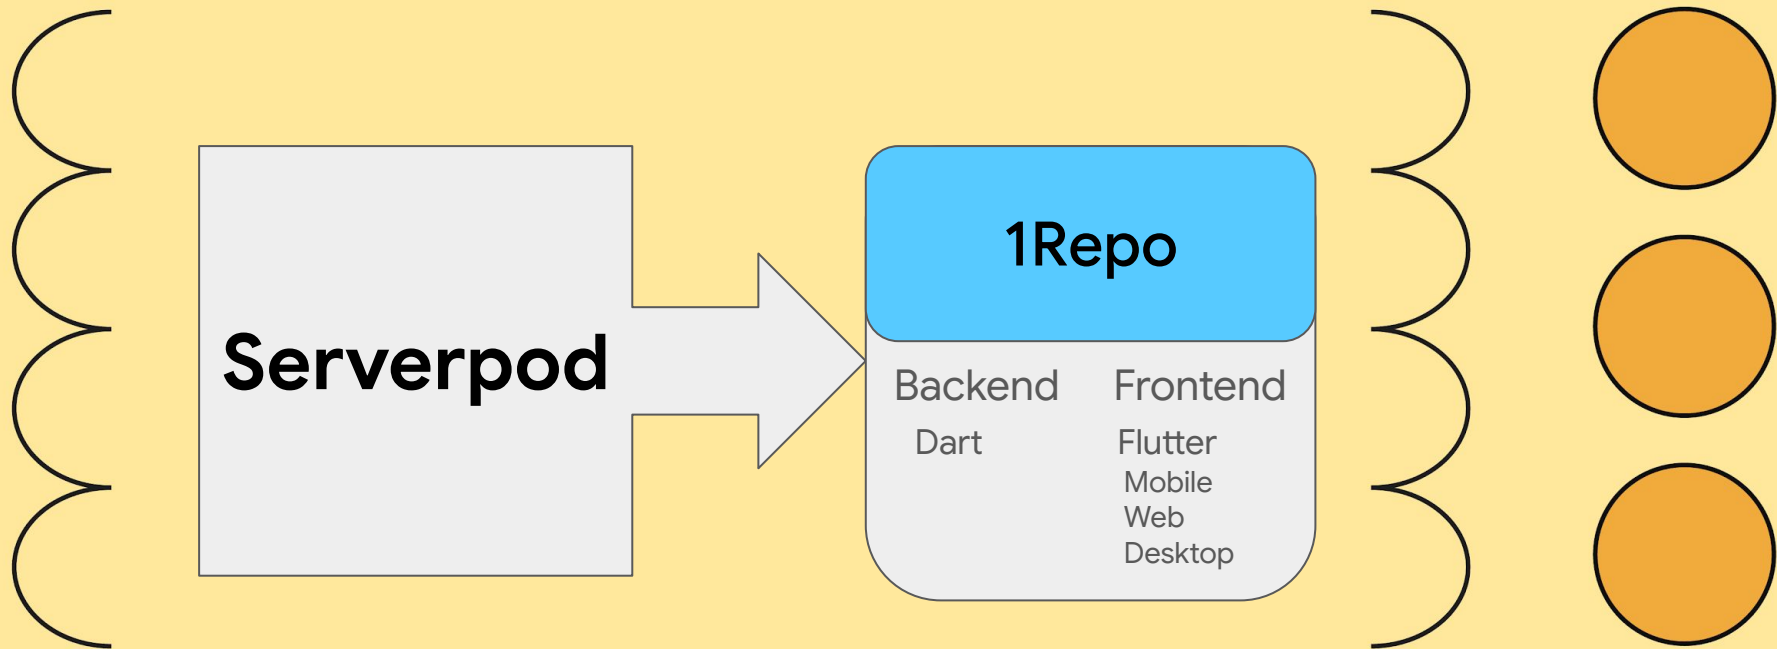 Serverpod
1Repo
Backend Frontend
Dart Flutter
Mobile
Web
Desktop